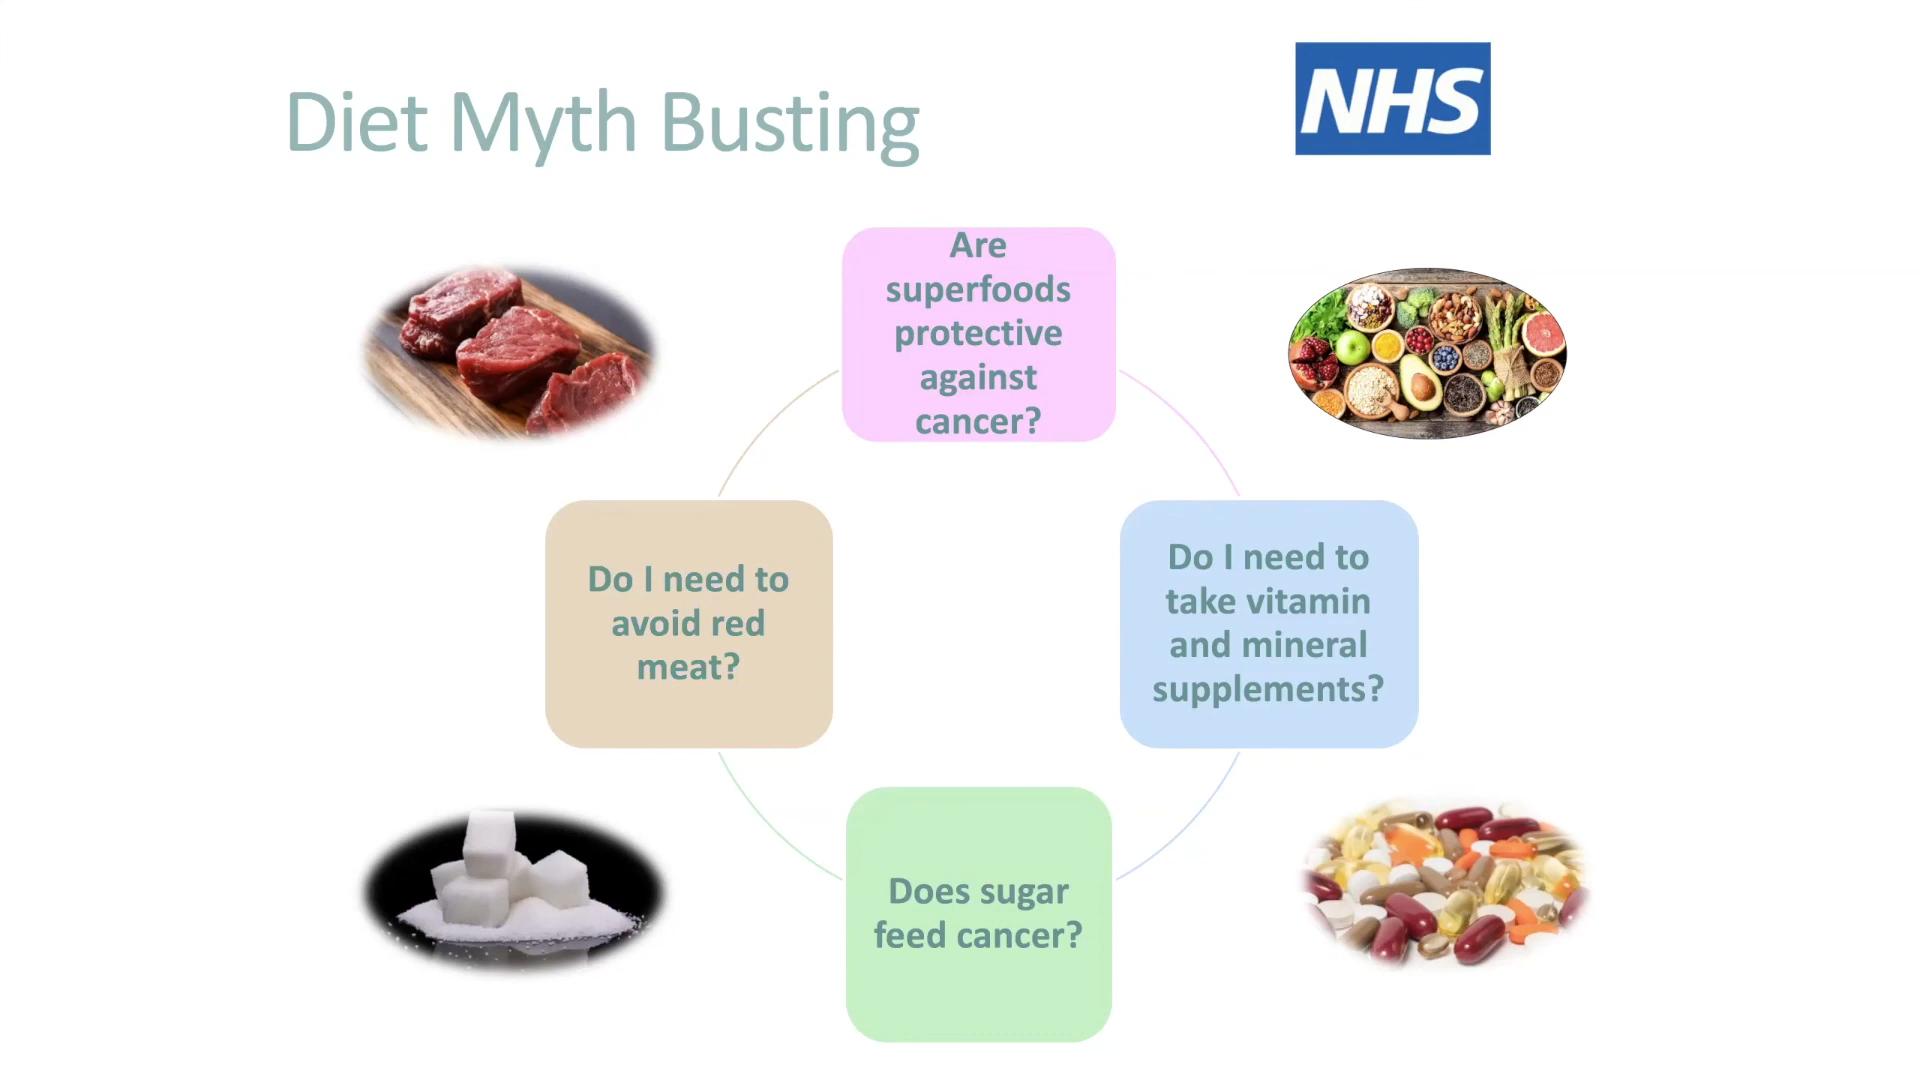 Diet Myth Busting
NHS
Are
superfoods
protective
against
cancer?
Do I need to
avoid red
meat?
Do I need to
take vitamin
and mineral
supplements?
Does sugar
feed cancer?